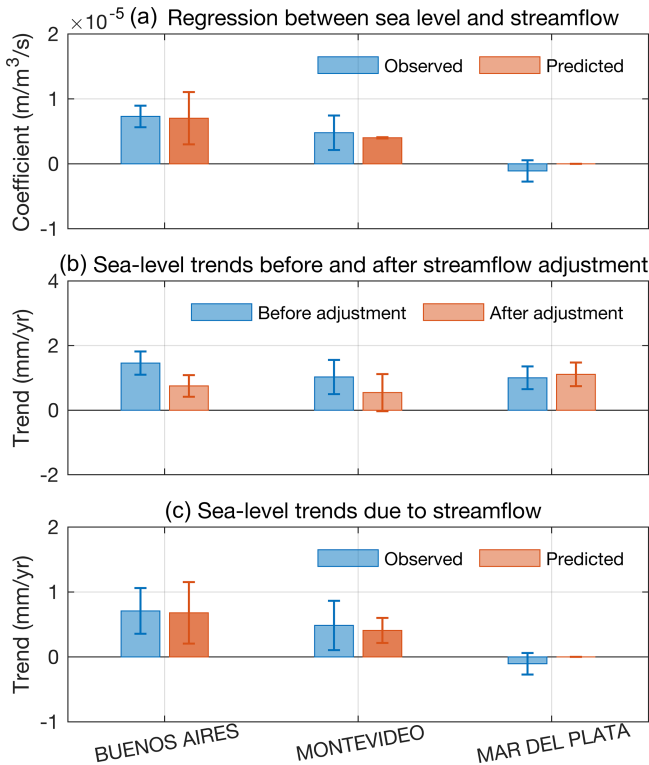 ×10⁻⁵ (a) Regression between sea level and streamflow
2
1
0
-1
Coefficient (m/m³/s)
Observed Predicted
(b) Sea-level trends before and after streamflow adjustment
4
2
0
-2
Trend (mm/yr)
Before adjustment After adjustment
(c) Sea-level trends due to streamflow
2
1
0
-1
Trend (mm/yr)
Observed Predicted
BUENOS AIRES MONTEVIDEO MAR DEL PLATA